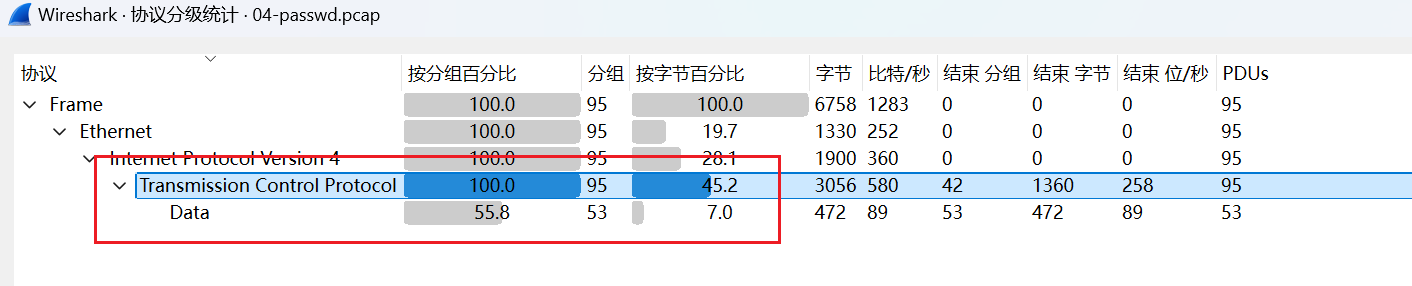 Wireshark · 协议分级统计 · 04-passwd.pcap
协议 按分组百分比 分组 按字节百分比 字节 比特/秒 结束 分组 结束 字节 结束 位/秒 PDUs
Frame 100.0 95 100.0 6758 1283 0 0 0 95
Ethernet 100.0 95 19.7 1330 252 0 0 0 95
Internet Protocol Version 4 100.0 95 28.1 1900 360 0 0 0 95
Transmission Control Protocol 100.0 95 45.2 3056 580 42 1360 258 95
Data 55.8 53 7.0 472 89 53 472 89 53